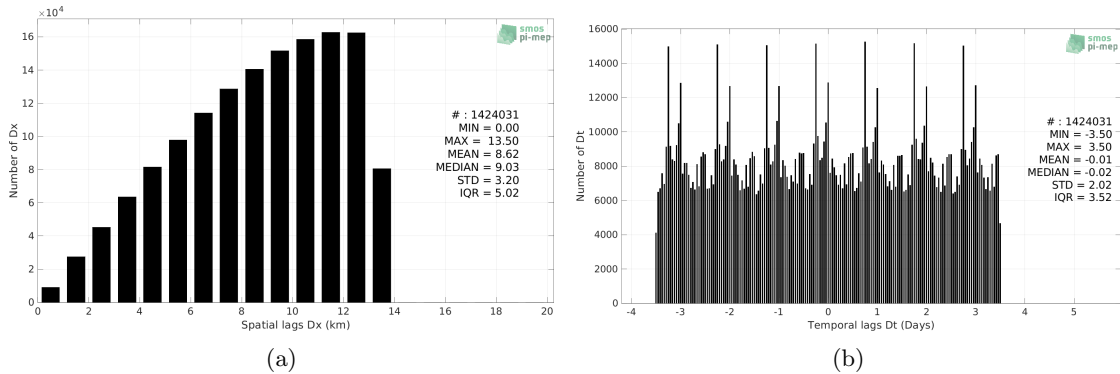 ×10⁴
16
14
12
10
8
6
4
2
0
Number of Dx
0 2 4 6 8 10 12 14 16 18 20
Spatial lags Dx (km)
smos
pi-mep
# : 1424031
MIN = 0.00
MAX = 13.50
MEAN = 8.62
MEDIAN = 9.03
STD = 3.20
IQR = 5.02
(a)
16000
14000
12000
10000
8000
6000
4000
2000
0
Number of Dt
-4 -3 -2 -1 0 1 2 3 4 5
Temporal lags Dt (Days)
smos
pi-mep
# : 1424031
MIN = -3.50
MAX = 3.50
MEAN = -0.01
MEDIAN = -0.02
STD = 2.02
IQR = 3.52
(b)